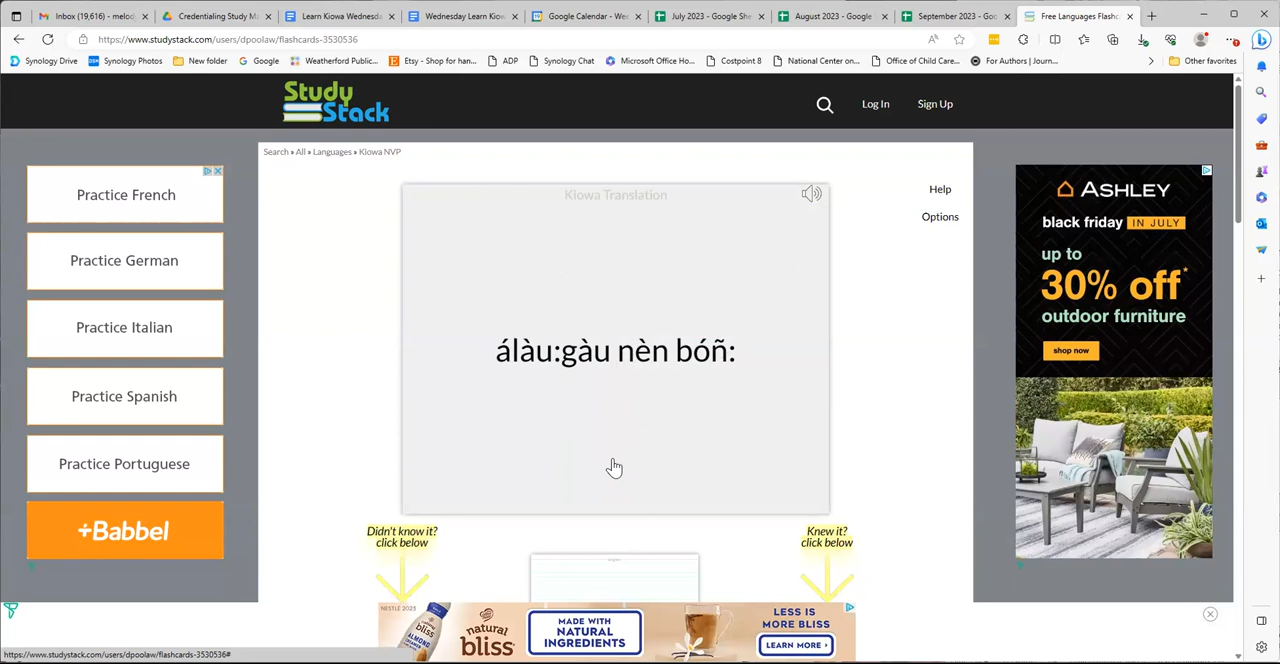 Inbox (19,616) - melod
Credentialing Study Ma
Learn Kiowa Wednesda
Wednesday Learn Kio
Google Calendar - We
July 2023 - Google She
August 2023 - Google
September 2023 - Goo
Free Languages Flashc
https://www.studystack.com/users/dpoolaw/flashcards-3530536
Synology Drive
Synology Photos
New folder
Google
Weatherford Public...
Etsy - Shop for han...
ADP
Synology Chat
Microsoft Office Ho...
Costpoint 8
National Center on...
Office of Child Care...
For Authors | Journ...
Other favorites
Study
Stack
Log In
Sign Up
Search » All » Languages » Kiowa NVP
Practice French
Practice German
Practice Italian
Practice Spanish
Practice Portuguese
+Babbel
Kiowa Translation
álàu:gàu nèn bóñ:
Help
Options
Didn't know it?
click below
Knew it?
click below
ASHLEY
black friday IN JULY
up to
30% off*
outdoor furniture
shop now
NESTLÉ 2023
natural
bliss
MADE WITH
NATURAL
INGREDIENTS
LESS IS
MORE BLISS
LEARN MORE ›
https://www.studystack.com/users/dpoolaw/flashcards-3530536#